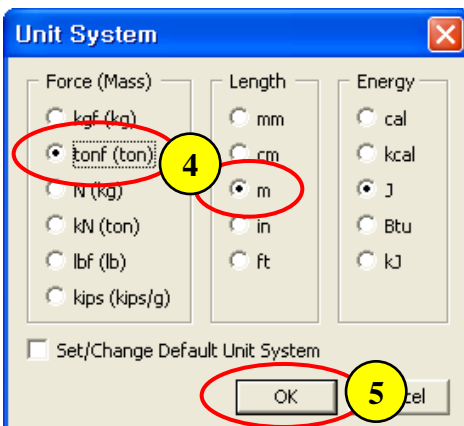 Unit System
Force (Mass)
kgf (kg)
tonf (ton)
N (kg)
kN (ton)
lbf (lb)
kips (kips/g)
4
Length
mm
cm
m
in
ft
Energy
cal
kcal
J
Btu
kJ
Set/Change Default Unit System
OK
5